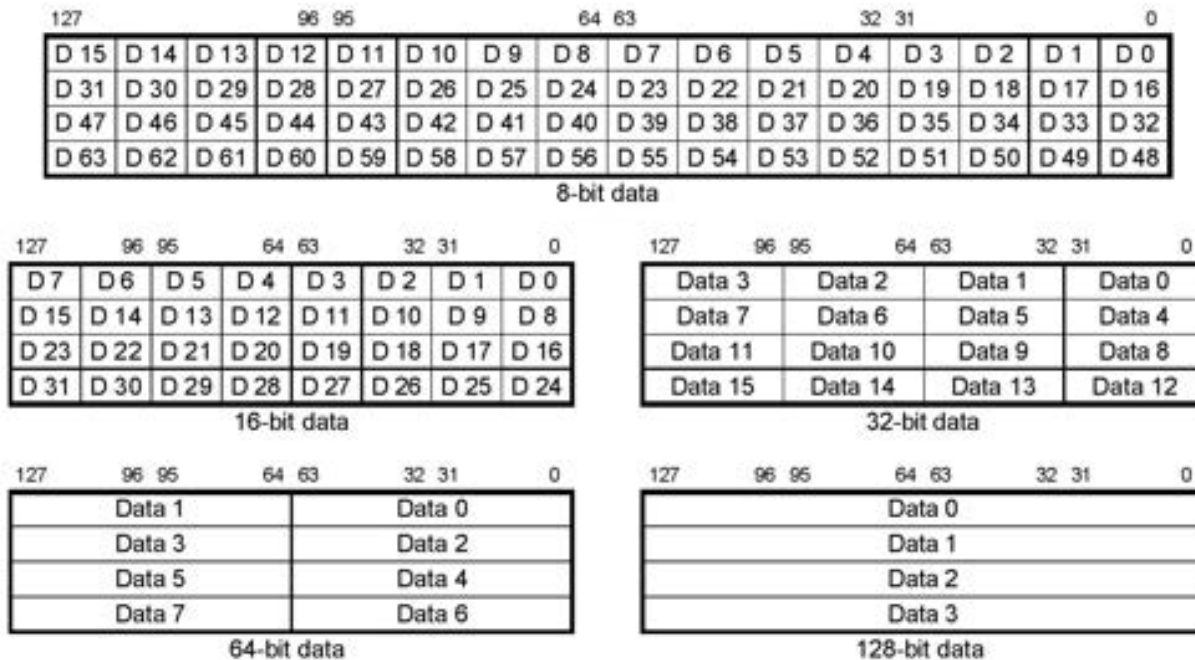 127 96 95 64 63 32 31 0
D 15 D 14 D 13 D 12 D 11 D 10 D 9 D 8 D 7 D 6 D 5 D 4 D 3 D 2 D 1 D 0
D 31 D 30 D 29 D 28 D 27 D 26 D 25 D 24 D 23 D 22 D 21 D 20 D 19 D 18 D 17 D 16
D 47 D 46 D 45 D 44 D 43 D 42 D 41 D 40 D 39 D 38 D 37 D 36 D 35 D 34 D 33 D 32
D 63 D 62 D 61 D 60 D 59 D 58 D 57 D 56 D 55 D 54 D 53 D 52 D 51 D 50 D 49 D 48
8-bit data
127 96 95 64 63 32 31 0
D 7 D 6 D 5 D 4 D 3 D 2 D 1 D 0
D 15 D 14 D 13 D 12 D 11 D 10 D 9 D 8
D 23 D 22 D 21 D 20 D 19 D 18 D 17 D 16
D 31 D 30 D 29 D 28 D 27 D 26 D 25 D 24
16-bit data
127 96 95 64 63 32 31 0
Data 3 Data 2 Data 1 Data 0
Data 7 Data 6 Data 5 Data 4
Data 11 Data 10 Data 9 Data 8
Data 15 Data 14 Data 13 Data 12
32-bit data
127 96 95 64 63 32 31 0
Data 1 Data 0
Data 3 Data 2
Data 5 Data 4
Data 7 Data 6
64-bit data
127 96 95 64 63 32 31 0
Data 0
Data 1
Data 2
Data 3
128-bit data